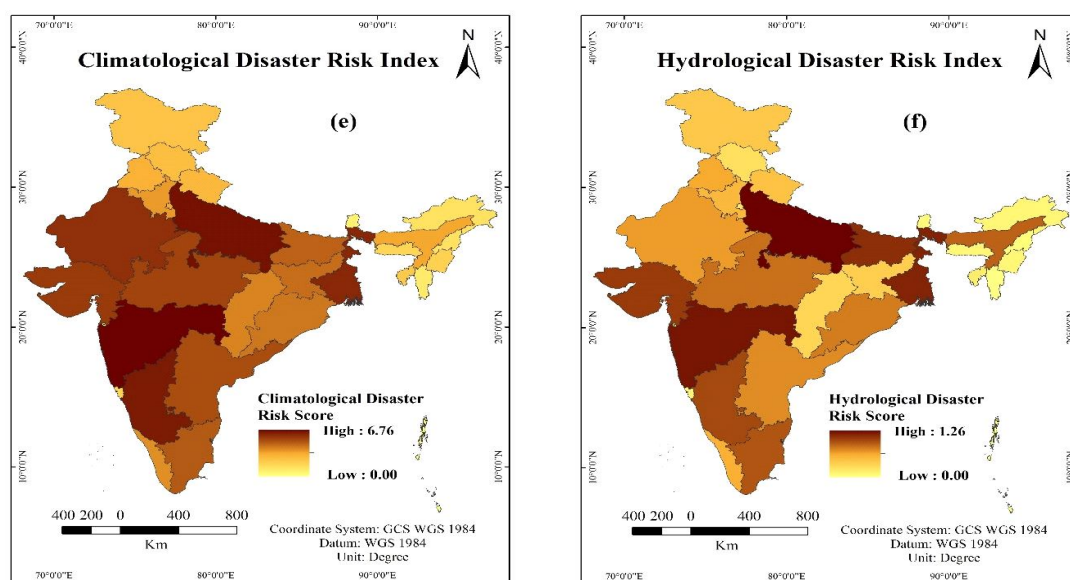 70°0'0"E 80°0'0"E 90°0'0"E
Climatological Disaster Risk Index
N
(e)
40°0'0"N
30°0'0"N
20°0'0"N
10°0'0"N
Climatological Disaster
Risk Score
High : 6.76
Low : 0.00
400 200 0 400 800
Km
Coordinate System: GCS WGS 1984
Datum: WGS 1984
Unit: Degree
70°0'0"E 80°0'0"E 90°0'0"E
70°0'0"E 80°0'0"E 90°0'0"E
Hydrological Disaster Risk Index
N
(f)
40°0'0"N
30°0'0"N
20°0'0"N
10°0'0"N
Hydrological Disaster
Risk Score
High : 1.26
Low : 0.00
400 200 0 400 800
Km
Coordinate System: GCS WGS 1984
Datum: WGS 1984
Unit: Degree
70°0'0"E 80°0'0"E 90°0'0"E